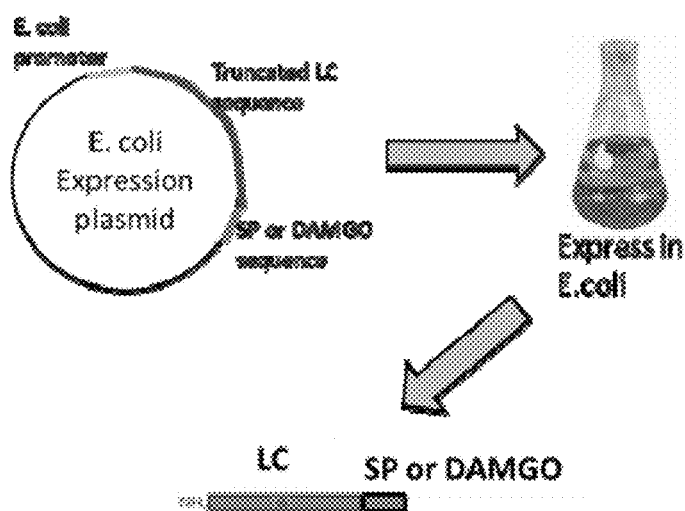 E. coli
promoter
Truncated LC
sequence
E. coli
Expression
plasmid
SP or DAMGO
sequence
Express in
E.coli
LC
SP or DAMGO